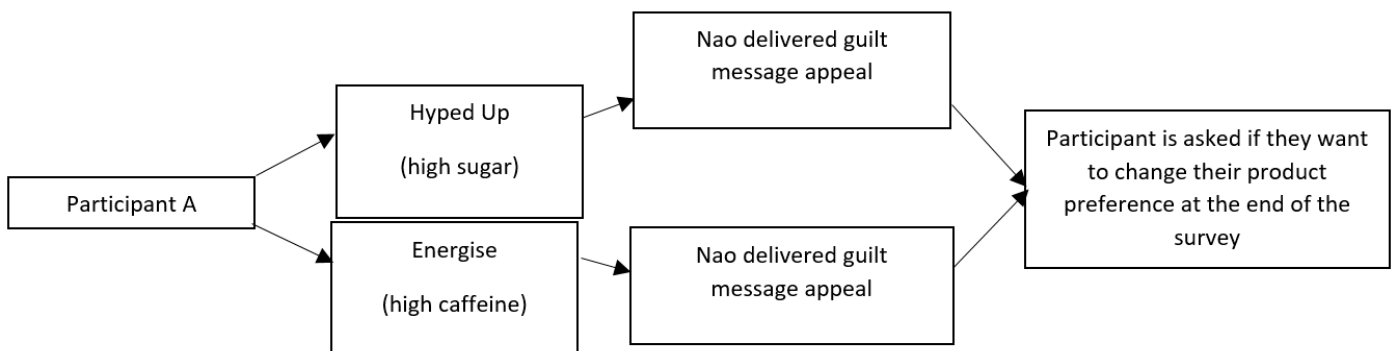 Participant A
Hyped Up
(high sugar)
Energise
(high caffeine)
Nao delivered guilt
message appeal
Nao delivered guilt
message appeal
Participant is asked if they want
to change their product
preference at the end of the
survey